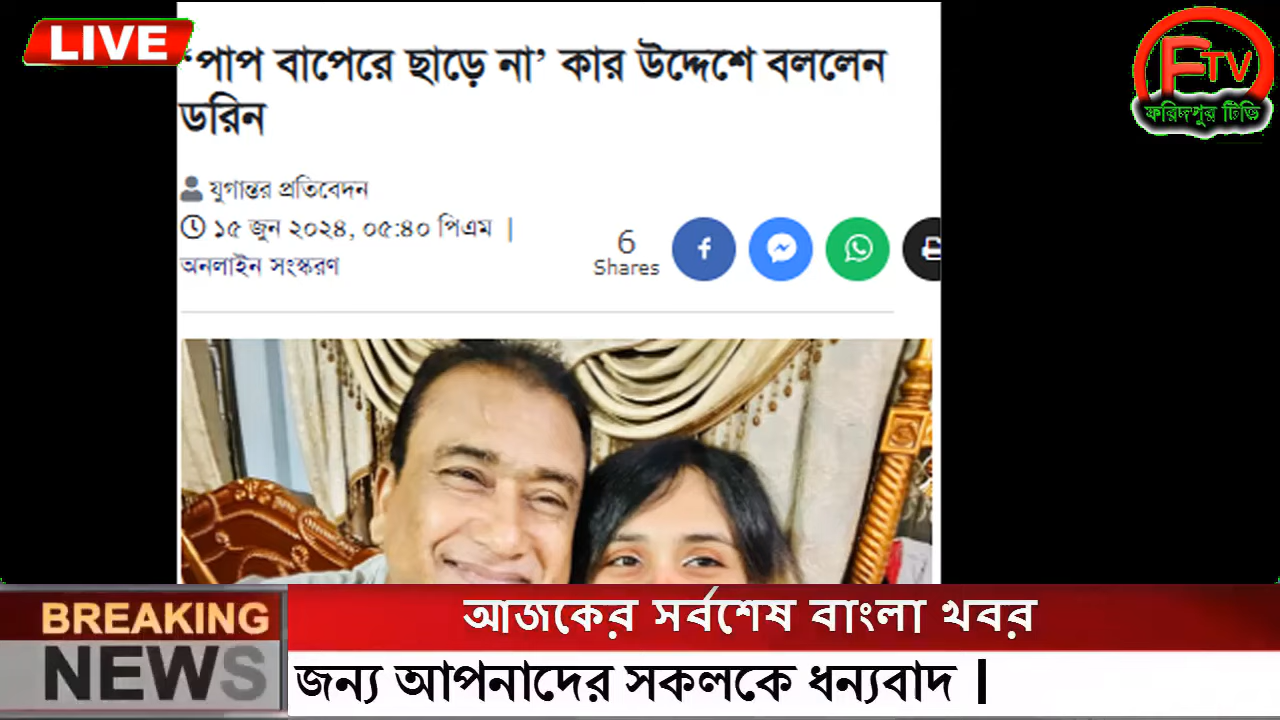 LIVE
‘পাপ বাপেরে ছাড়ে না’ কার উদ্দেশে বললেন
ডরিন
যুগান্তর প্রতিবেদন
১৫ জুন ২০২৪, ০৫:৪০ পিএম |
অনলাইন সংস্করণ
6
Shares
FTV
ফরিদপুর টিভি
BREAKING
NEWS
আজকের সর্বশেষ বাংলা খবর
জন্য আপনাদের সকলকে ধন্যবাদ |